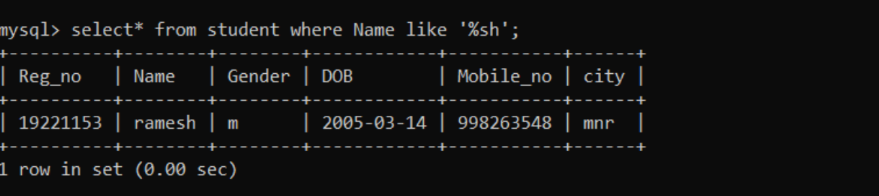 mysql> select* from student where Name like '%sh';
+----------+--------+--------+------------+-----------+------+
| Reg_no   | Name   | Gender | DOB        | Mobile_no | city |
+----------+--------+--------+------------+-----------+------+
| 19221153 | ramesh | m      | 2005-03-14 | 998263548 | mnr  |
+----------+--------+--------+------------+-----------+------+
1 row in set (0.00 sec)